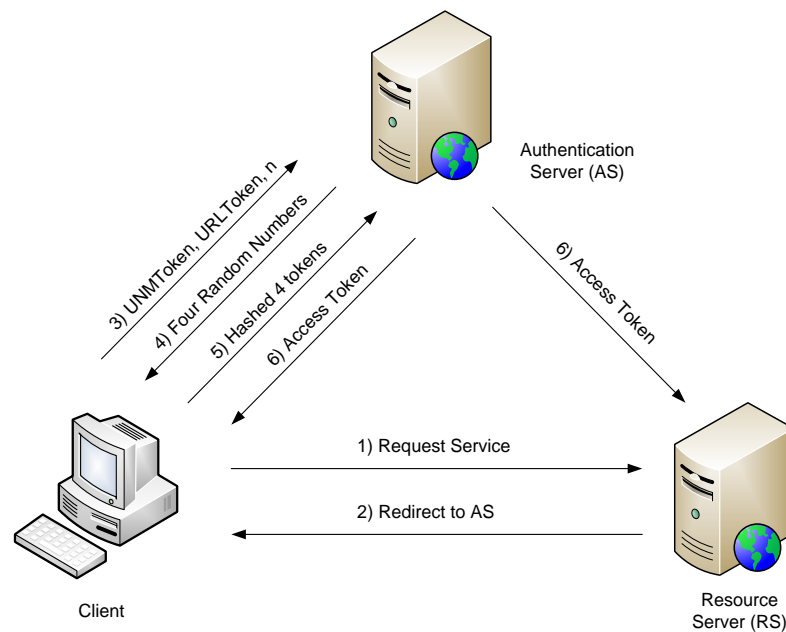 Authentication
Server (AS)
3) UNMToken, URLToken, n
4) Four Random Numbers
5) Hashed 4 tokens
6) Access Token
6) Access Token
1) Request Service
2) Redirect to AS
Client
Resource
Server (RS)